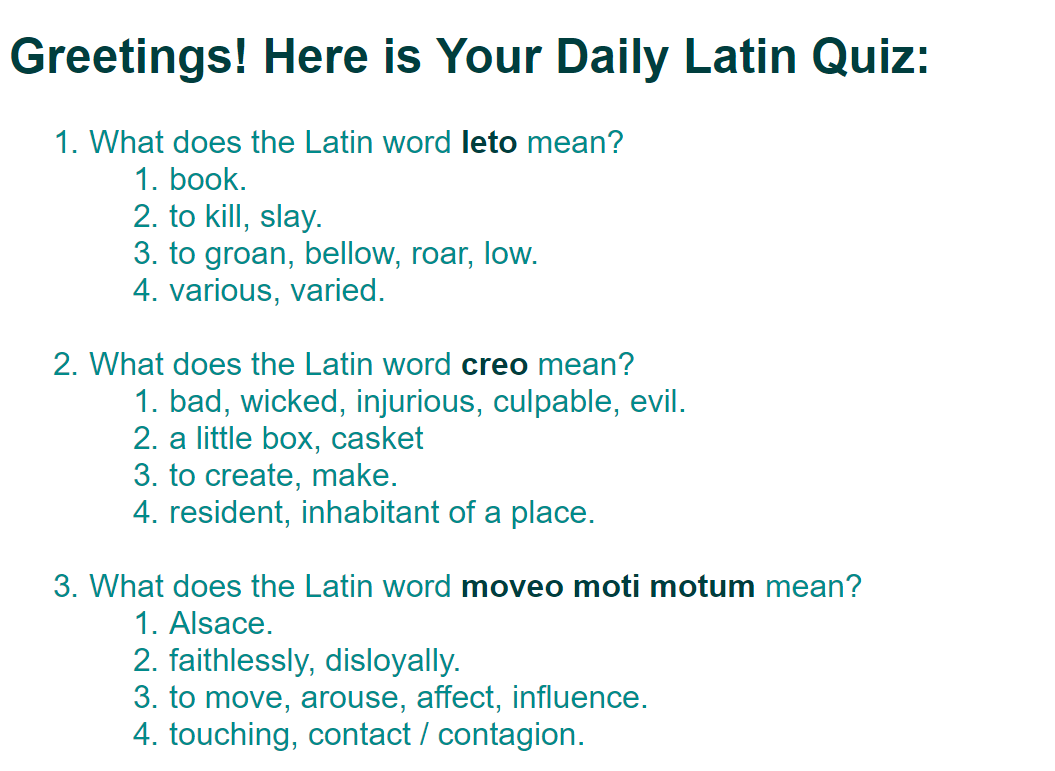 Greetings! Here is Your Daily Latin Quiz:
1. What does the Latin word leto mean?
1. book.
2. to kill, slay.
3. to groan, bellow, roar, low.
4. various, varied.
2. What does the Latin word creo mean?
1. bad, wicked, injurious, culpable, evil.
2. a little box, casket
3. to create, make.
4. resident, inhabitant of a place.
3. What does the Latin word moveo moti motum mean?
1. Alsace.
2. faithlessly, disloyally.
3. to move, arouse, affect, influence.
4. touching, contact / contagion.